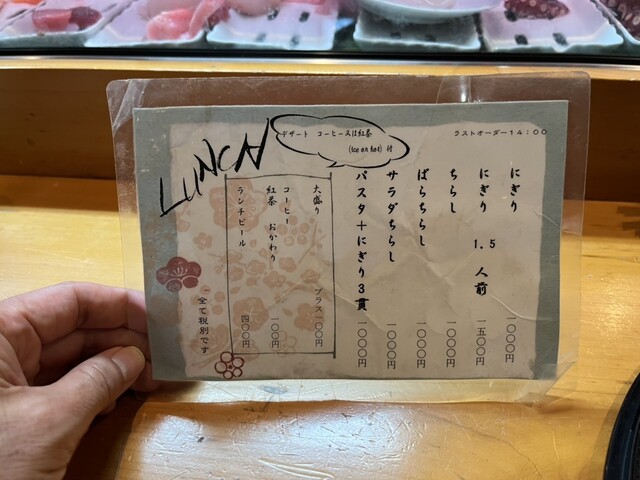 LUNCH
デザート コーヒー又は紅茶
(Ice or hot) 付
ラストオーダー14:00
にぎり 一〇〇〇円
にぎり 1.5人前 一五〇〇円
ちらし 一〇〇〇円
ばらちらし 一〇〇〇円
サラダちらし 一〇〇〇円
パスタ+にぎり3貫 一〇〇〇円
大盛り プラス一〇〇円
コーヒー
紅茶 おかわり 一〇〇円
ランチビール 四〇〇円
全て税別です